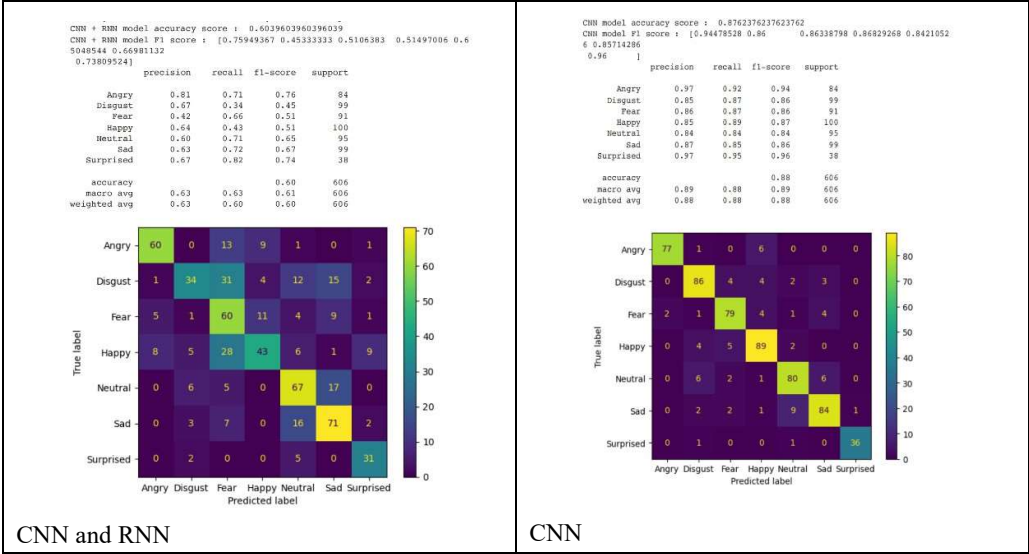 CNN + RNN model accuracy score : 0.6039603960396039
CNN + RNN model F1 score : [0.75949367 0.45333333 0.5106383 0.51497006 0.6
5048544 0.66981132
0.73809524]
precision recall f1-score support
Angry 0.81 0.71 0.76 84
Disgust 0.67 0.34 0.45 99
Fear 0.42 0.66 0.51 91
Happy 0.64 0.43 0.51 100
Neutral 0.60 0.71 0.65 95
Sad 0.63 0.72 0.67 99
Surprised 0.67 0.82 0.74 38
accuracy 0.60 606
macro avg 0.63 0.63 0.61 606
weighted avg 0.63 0.60 0.60 606
True label
Angry 60 0 13 9 1 0 1
Disgust 1 34 31 4 12 15 2
Fear 5 1 60 11 4 9 1
Happy 8 5 28 43 6 1 9
Neutral 0 6 5 0 67 17 0
Sad 0 3 7 0 16 71 2
Surprised 0 2 0 0 5 0 31
Angry Disgust Fear Happy Neutral Sad Surprised
Predicted label
70
60
50
40
30
20
10
0
CNN and RNN
CNN model accuracy score : 0.8762376237623762
CNN model F1 score : [0.94478528 0.86 0.86338798 0.86829268 0.8421052
6 0.85714286
0.96 ]
precision recall f1-score support
Angry 0.97 0.92 0.94 84
Disgust 0.85 0.87 0.86 99
Fear 0.86 0.87 0.86 91
Happy 0.85 0.89 0.87 100
Neutral 0.84 0.84 0.84 95
Sad 0.87 0.85 0.86 99
Surprised 0.97 0.95 0.96 38
accuracy 0.88 606
macro avg 0.89 0.88 0.89 606
weighted avg 0.88 0.88 0.88 606
True label
Angry 77 1 0 6 0 0 0
Disgust 0 86 4 4 2 3 0
Fear 2 1 79 4 1 4 0
Happy 0 4 5 89 2 0 0
Neutral 0 6 2 1 80 6 0
Sad 0 2 2 1 9 84 1
Surprised 0 1 0 0 1 0 36
Angry Disgust Fear Happy Neutral Sad Surprised
Predicted label
80
70
60
50
40
30
20
10
0
CNN